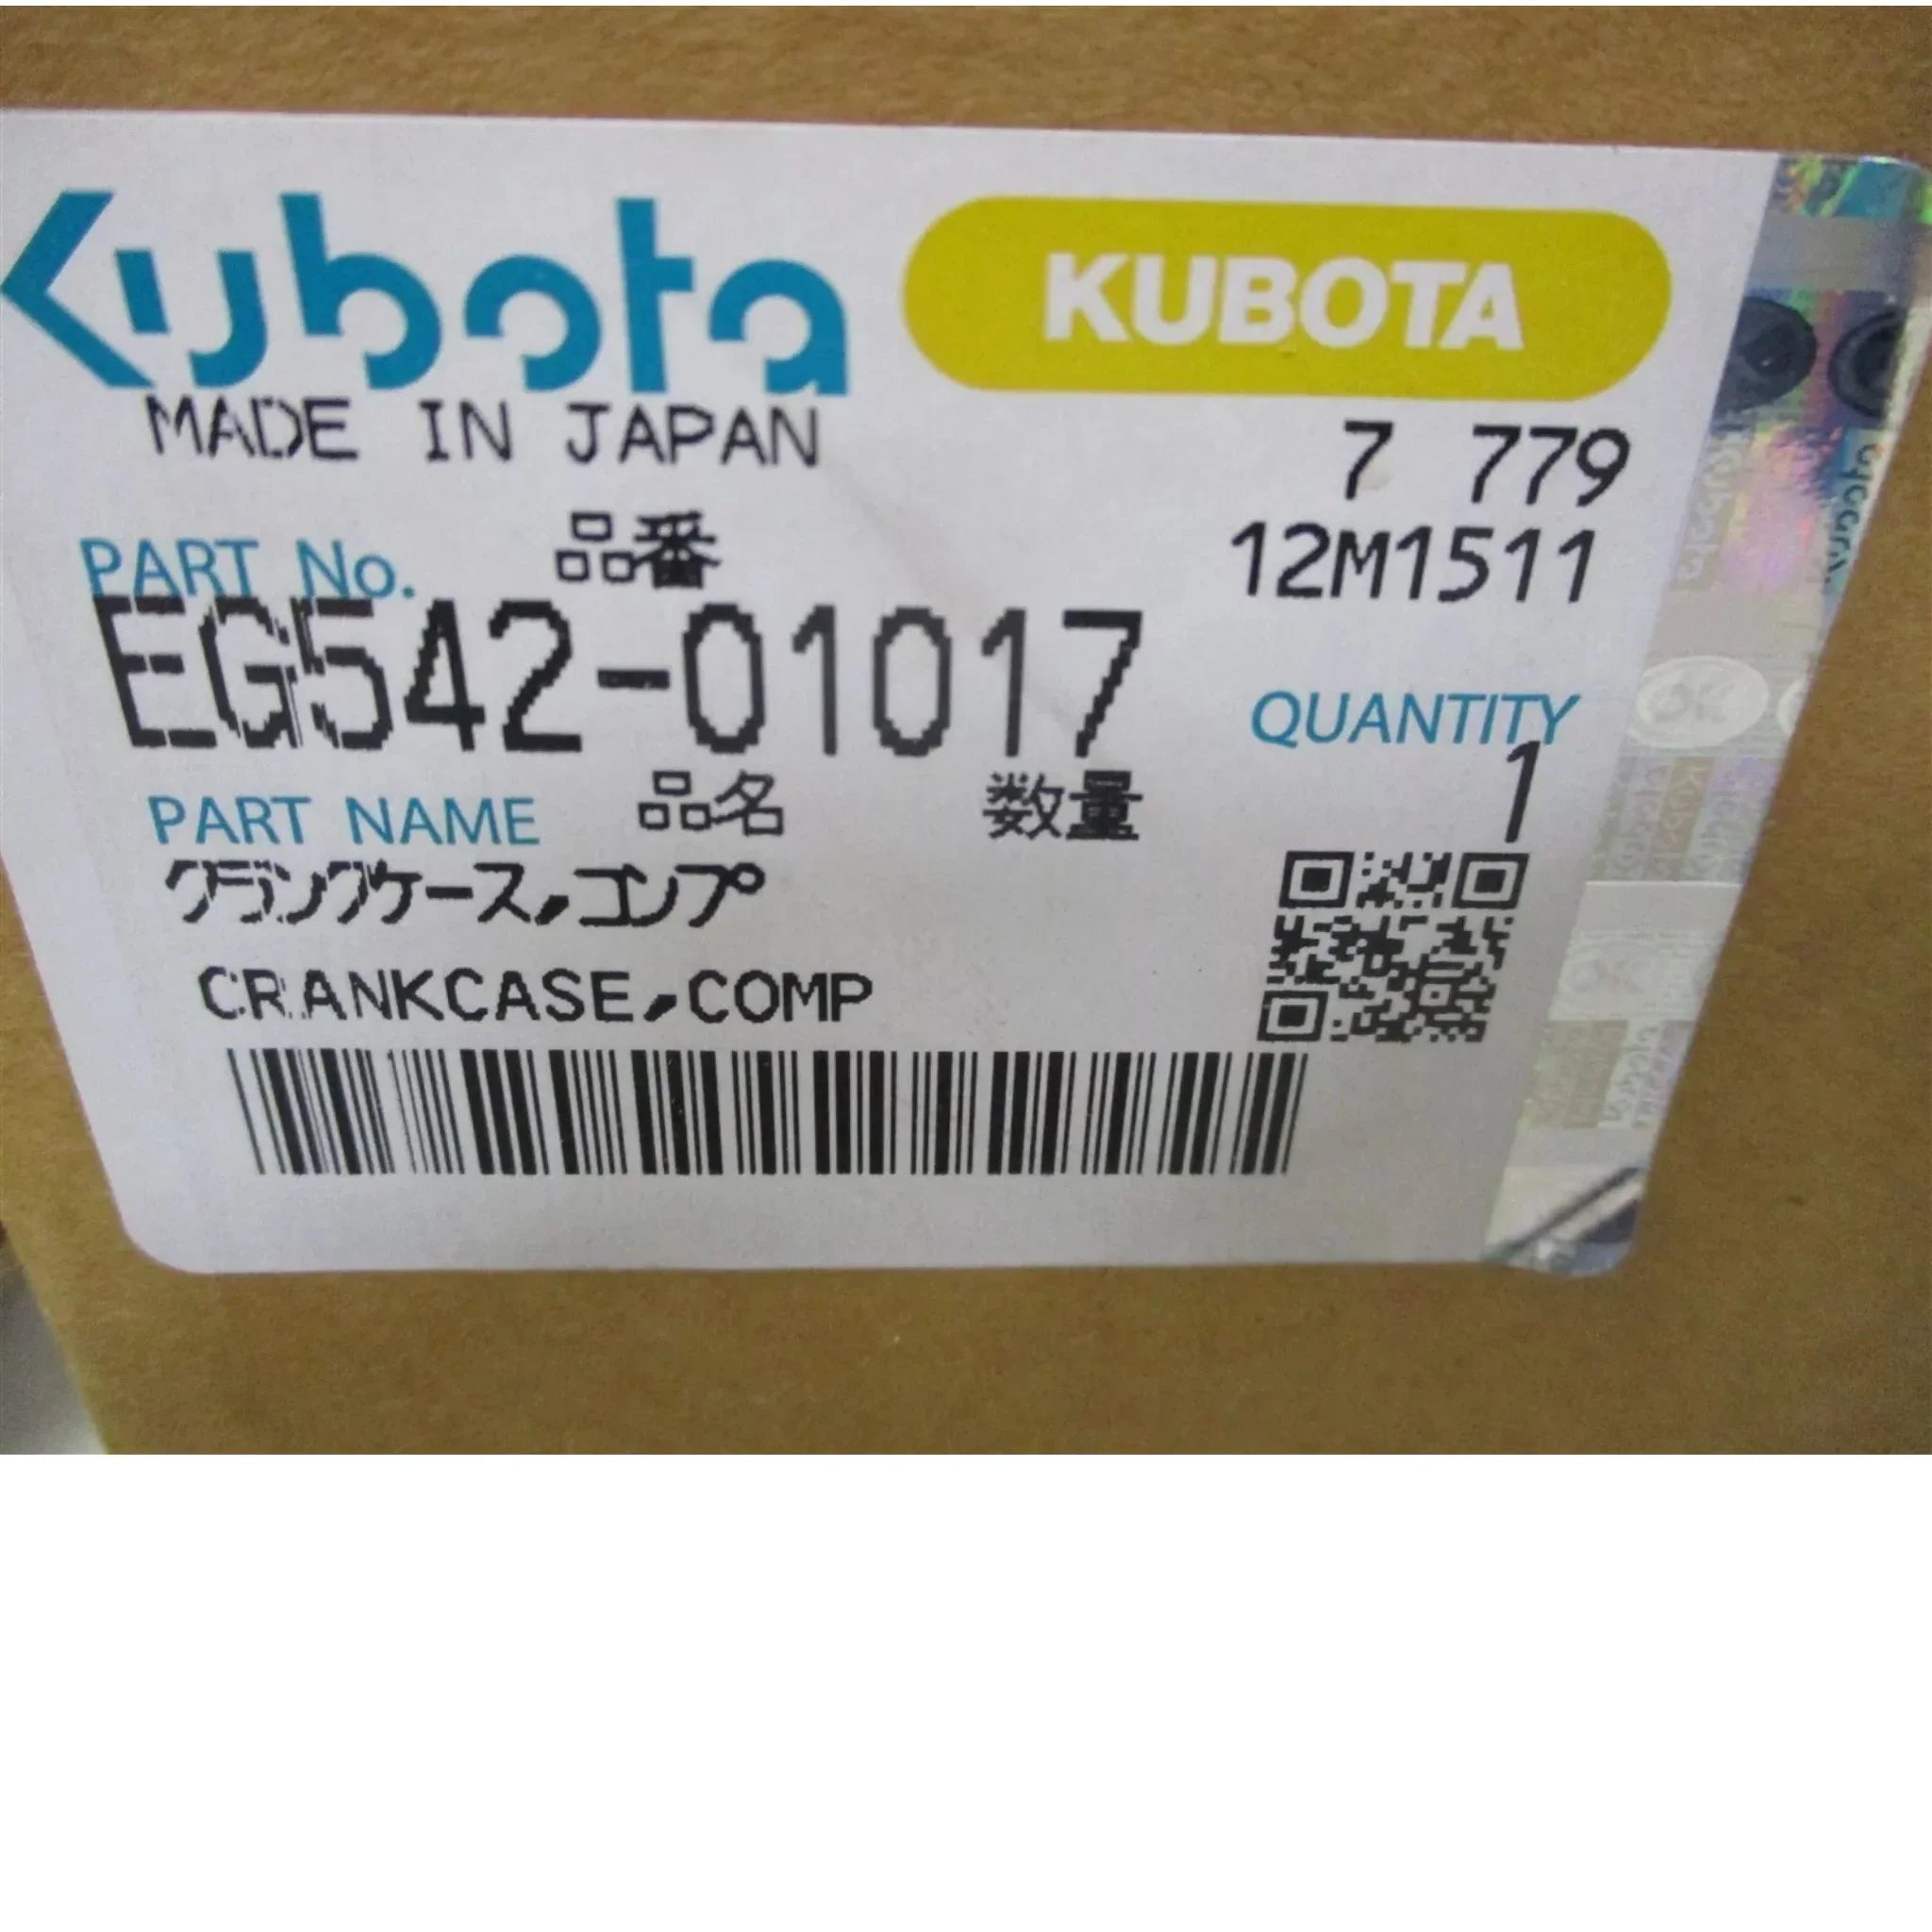 Kubota KUBOTA
MADE IN JAPAN
7 779
PART No. 品番
12M1511
EG542-01017
QUANTITY
1
PART NAME 品名 数量
クランクケース,コンプ
CRANKCASE,COMP